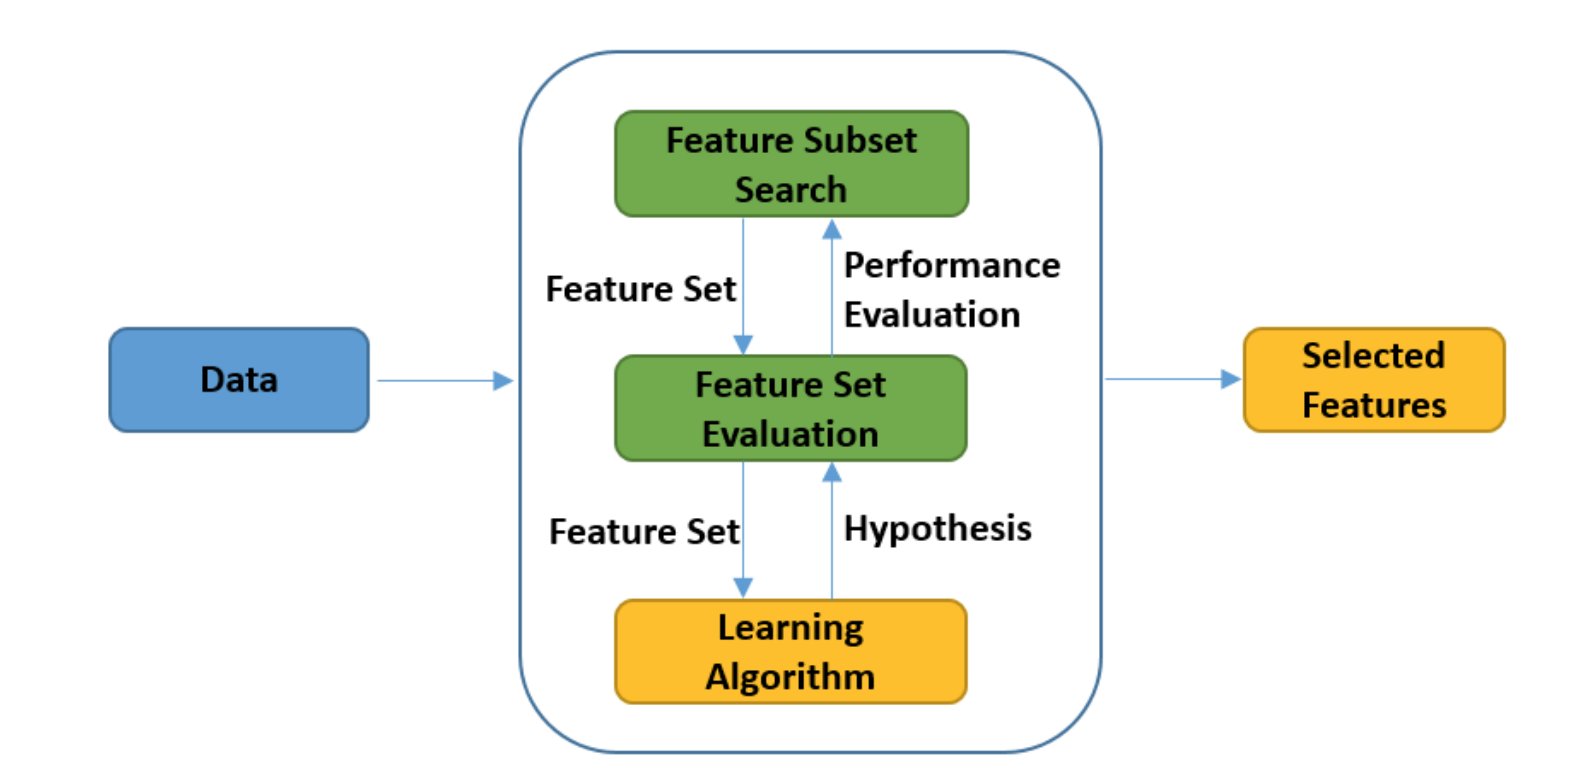 Feature Subset
Search
Feature Set
Performance
Evaluation
Data
Feature Set
Evaluation
Selected
Features
Feature Set
Hypothesis
Learning
Algorithm